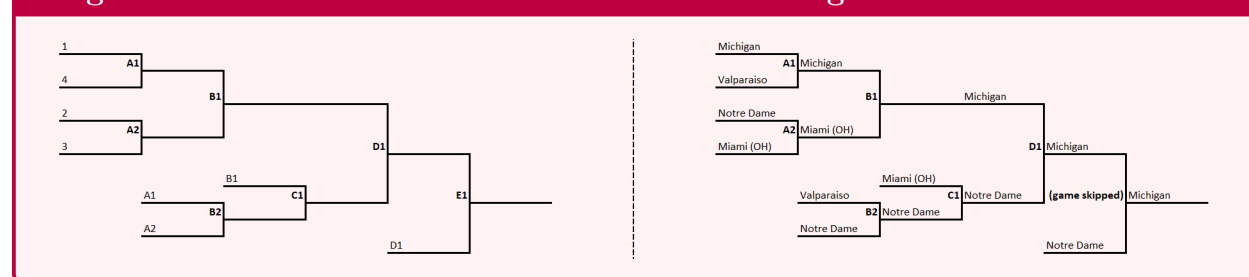 1
A1
4
B1
2
A2
3
D1
B1
A1
C1
E1
B2
A2
D1
Michigan
A1 Michigan
Valparaiso
B1 Michigan
Notre Dame
A2 Miami (OH)
Miami (OH)
D1 Michigan
Miami (OH)
Valparaiso
C1 Notre Dame
(game skipped) Michigan
B2 Notre Dame
Notre Dame
Notre Dame